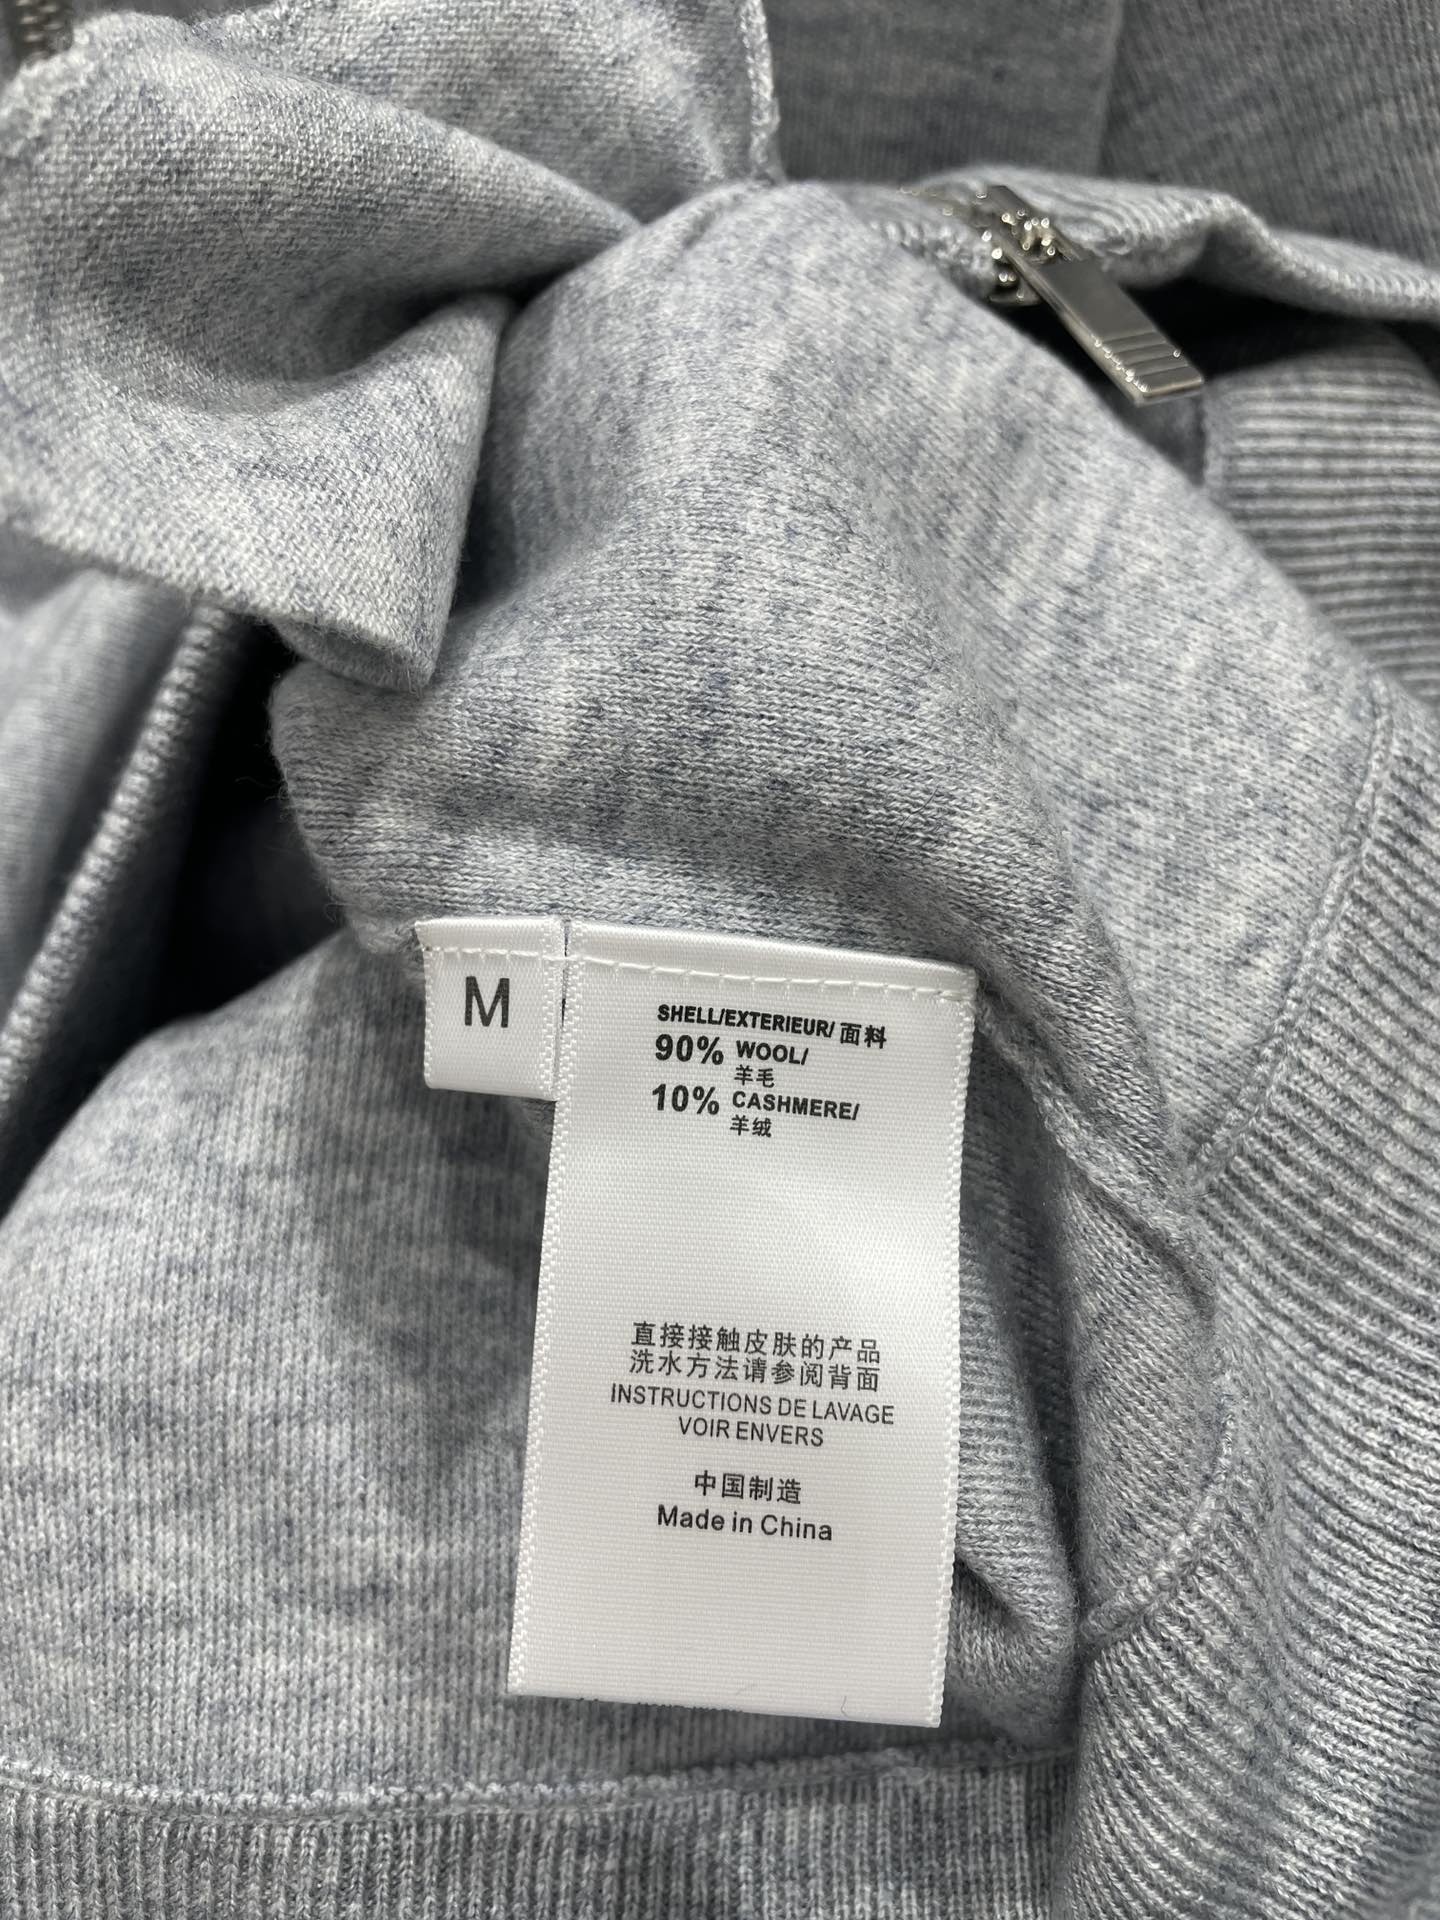 M
SHELL/EXTERIEUR/ 面料
90% WOOL/
羊毛
10% CASHMERE/
羊绒
直接接触皮肤的产品
洗水方法请参阅背面
INSTRUCTIONS DE LAVAGE
VOIR ENVERS
中国制造
Made in China